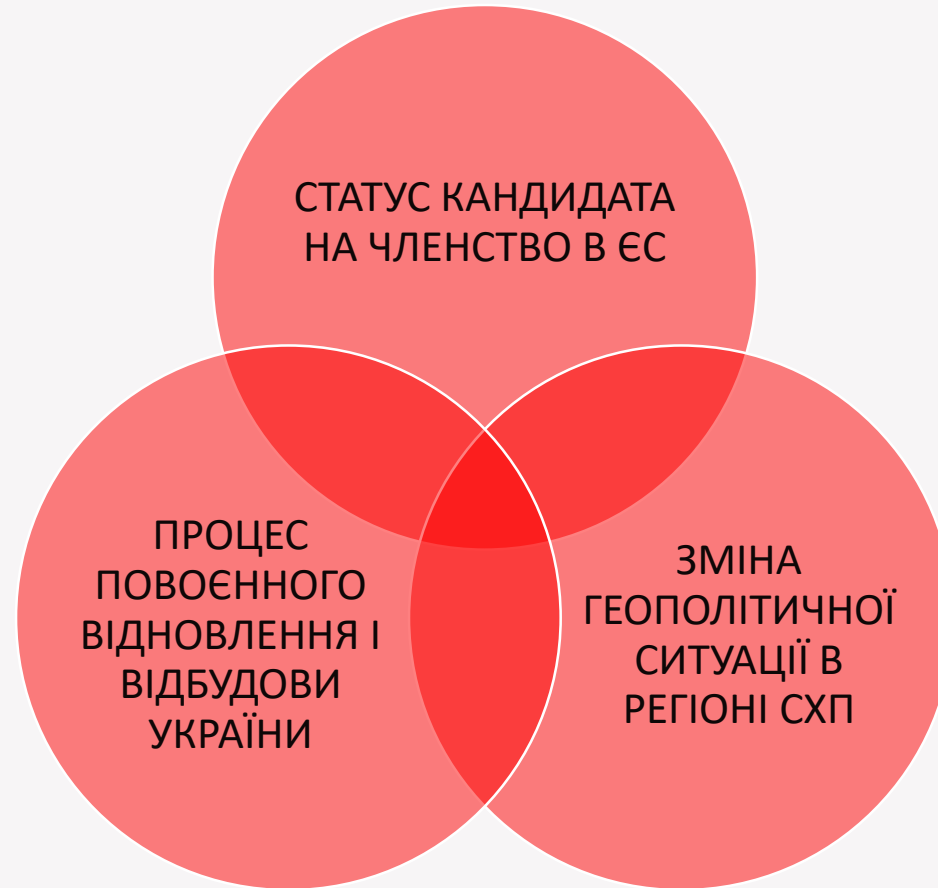 СТАТУС КАНДИДАТА
НА ЧЛЕНСТВО В ЄС
ПРОЦЕС
ПОВОЄННОГО
ВІДНОВЛЕННЯ І
ВІДБУДОВИ
УКРАЇНИ
ЗМІНА
ГЕОПОЛІТИЧНОЇ
СИТУАЦІЇ В
РЕГІОНІ СХП